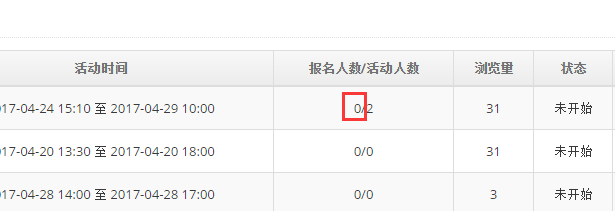 活动时间 报名人数/活动人数 浏览量 状态
17-04-24 15:10 至 2017-04-29 10:00 0/2 31 未开始
17-04-20 13:30 至 2017-04-20 18:00 0/0 31 未开始
17-04-28 14:00 至 2017-04-28 17:00 0/0 3 未开始